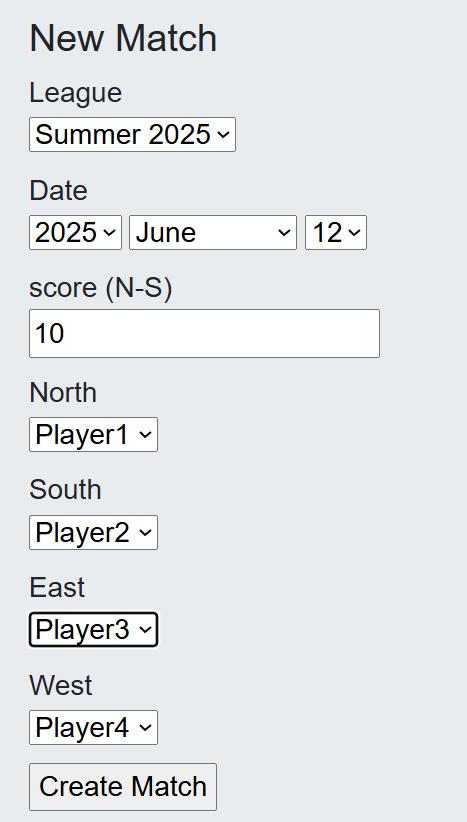 New Match
League
Summer 2025
Date
2025 June 12
score (N-S)
10
North
Player1
South
Player2
East
Player3
West
Player4
Create Match